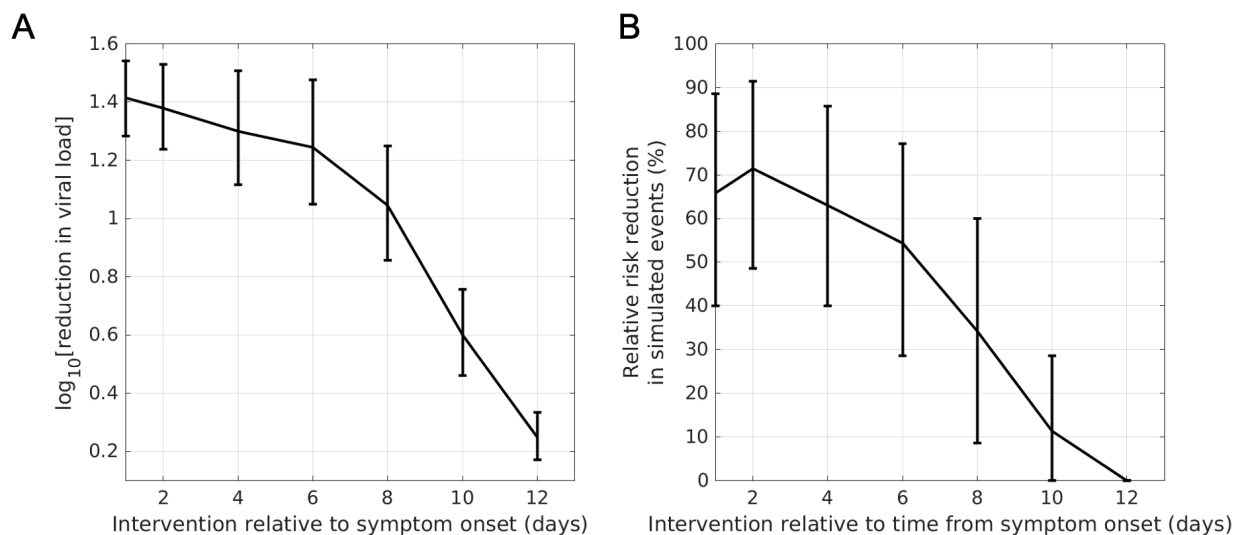 A
B
log10[reduction in viral load]
1.6
1.4
1.2
1
0.8
0.6
0.4
0.2
2 4 6 8 10 12
Intervention relative to symptom onset (days)
Relative risk reduction
in simulated events (%)
100
90
80
70
60
50
40
30
20
10
0
2 4 6 8 10 12
Intervention relative to time from symptom onset (days)